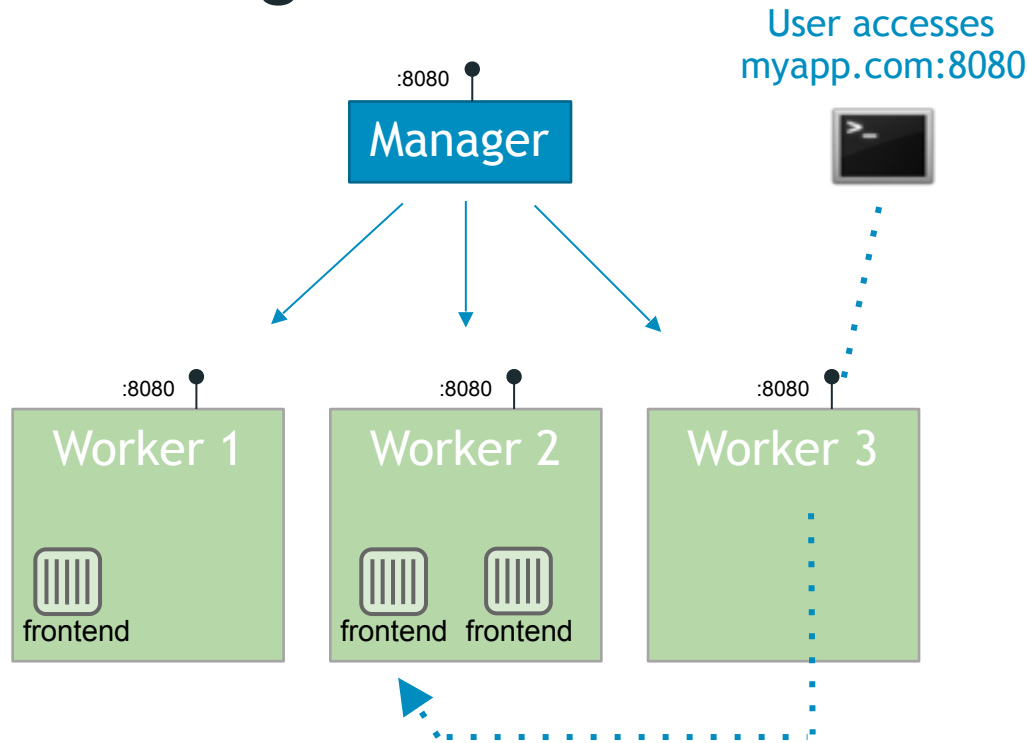 User accesses
myapp.com:8080
:8080
Manager
>_
:8080
:8080
:8080
Worker 1
Worker 2
Worker 3
frontend
frontend
frontend